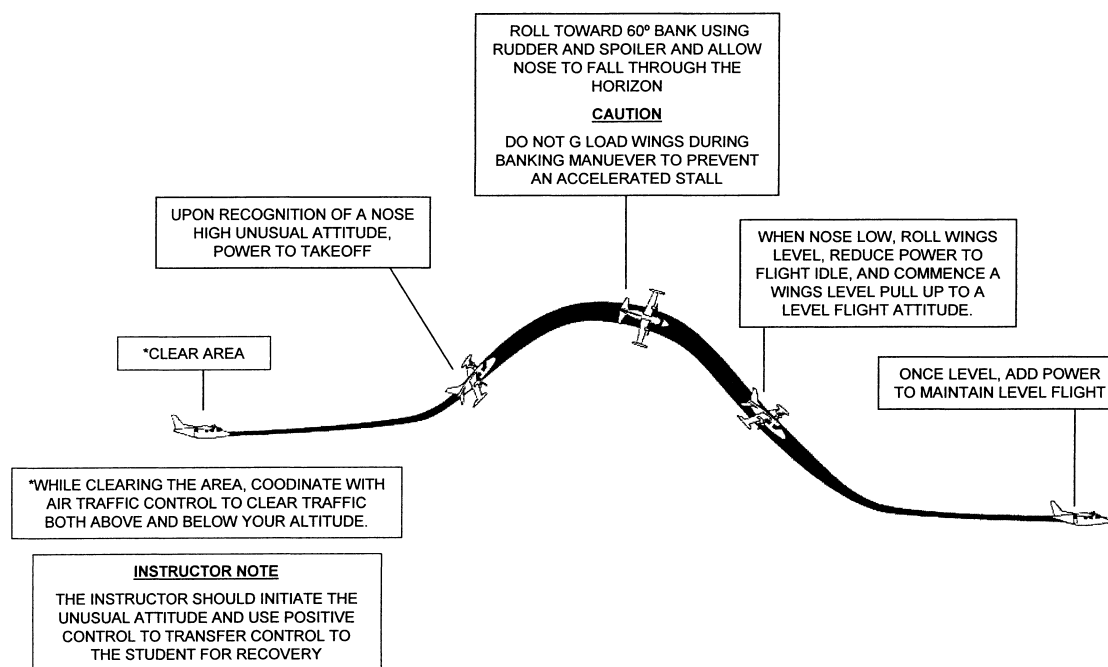 ROLL TOWARD 60º BANK USING
RUDDER AND SPOILER AND ALLOW
NOSE TO FALL THROUGH THE
HORIZON
CAUTION
DO NOT G LOAD WINGS DURING
BANKING MANUEVER TO PREVENT
AN ACCELERATED STALL
UPON RECOGNITION OF A NOSE
HIGH UNUSUAL ATTITUDE,
POWER TO TAKEOFF
WHEN NOSE LOW, ROLL WINGS
LEVEL, REDUCE POWER TO
FLIGHT IDLE, AND COMMENCE A
WINGS LEVEL PULL UP TO A
LEVEL FLIGHT ATTITUDE.
*CLEAR AREA
ONCE LEVEL, ADD POWER
TO MAINTAIN LEVEL FLIGHT
*WHILE CLEARING THE AREA, COODINATE WITH
AIR TRAFFIC CONTROL TO CLEAR TRAFFIC
BOTH ABOVE AND BELOW YOUR ALTITUDE.
INSTRUCTOR NOTE
THE INSTRUCTOR SHOULD INITIATE THE
UNUSUAL ATTITUDE AND USE POSITIVE
CONTROL TO TRANSFER CONTROL TO
THE STUDENT FOR RECOVERY